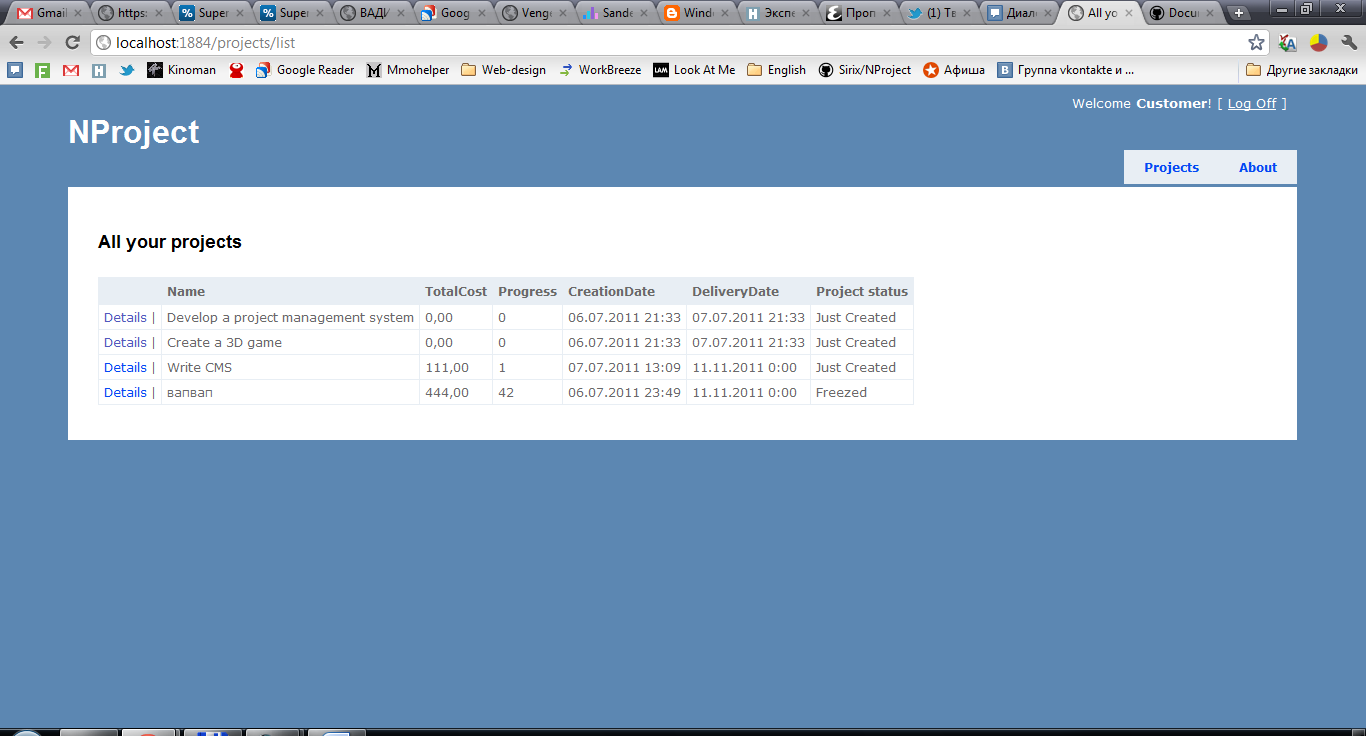 Gmail https: Super Super ВАДИ Goog Venge Sande Windo Экспе Проп (1) Тв Диал All yo Docu
localhost:1884/projects/list
Kinoman Google Reader Mmohelper Web-design WorkBreeze Look At Me English Sirix/NProject Афиша Группа vkontakte и ... Другие закладки
Welcome Customer! [ Log Off ]
NProject
Projects About
All your projects
Name TotalCost Progress CreationDate DeliveryDate Project status
Details | Develop a project management system 0,00 0 06.07.2011 21:33 07.07.2011 21:33 Just Created
Details | Create a 3D game 0,00 0 06.07.2011 21:33 07.07.2011 21:33 Just Created
Details | Write CMS 111,00 1 07.07.2011 13:09 11.11.2011 0:00 Just Created
Details | вапвап 444,00 42 06.07.2011 23:49 11.11.2011 0:00 Freezed